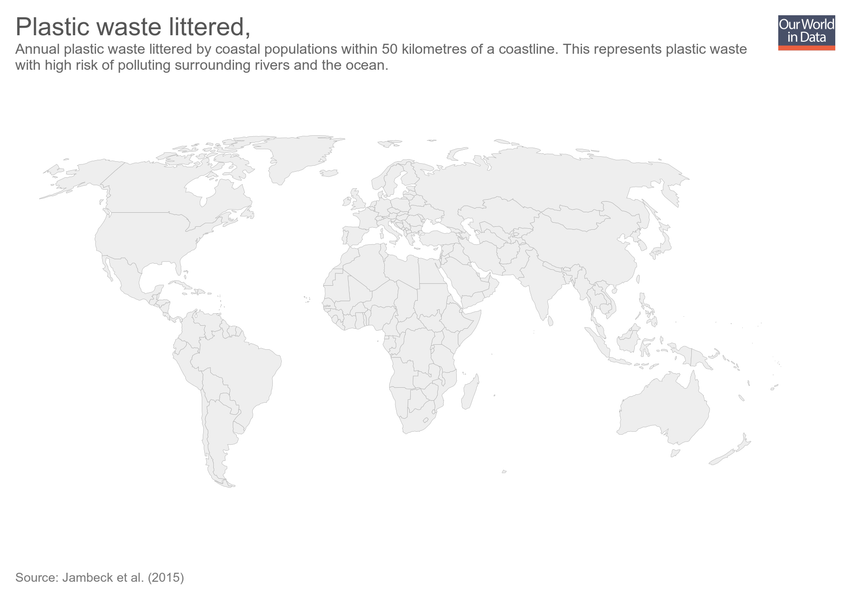 Plastic waste littered,
Our World
in Data
Annual plastic waste littered by coastal populations within 50 kilometres of a coastline. This represents plastic waste
with high risk of polluting surrounding rivers and the ocean.
Source: Jambeck et al. (2015)